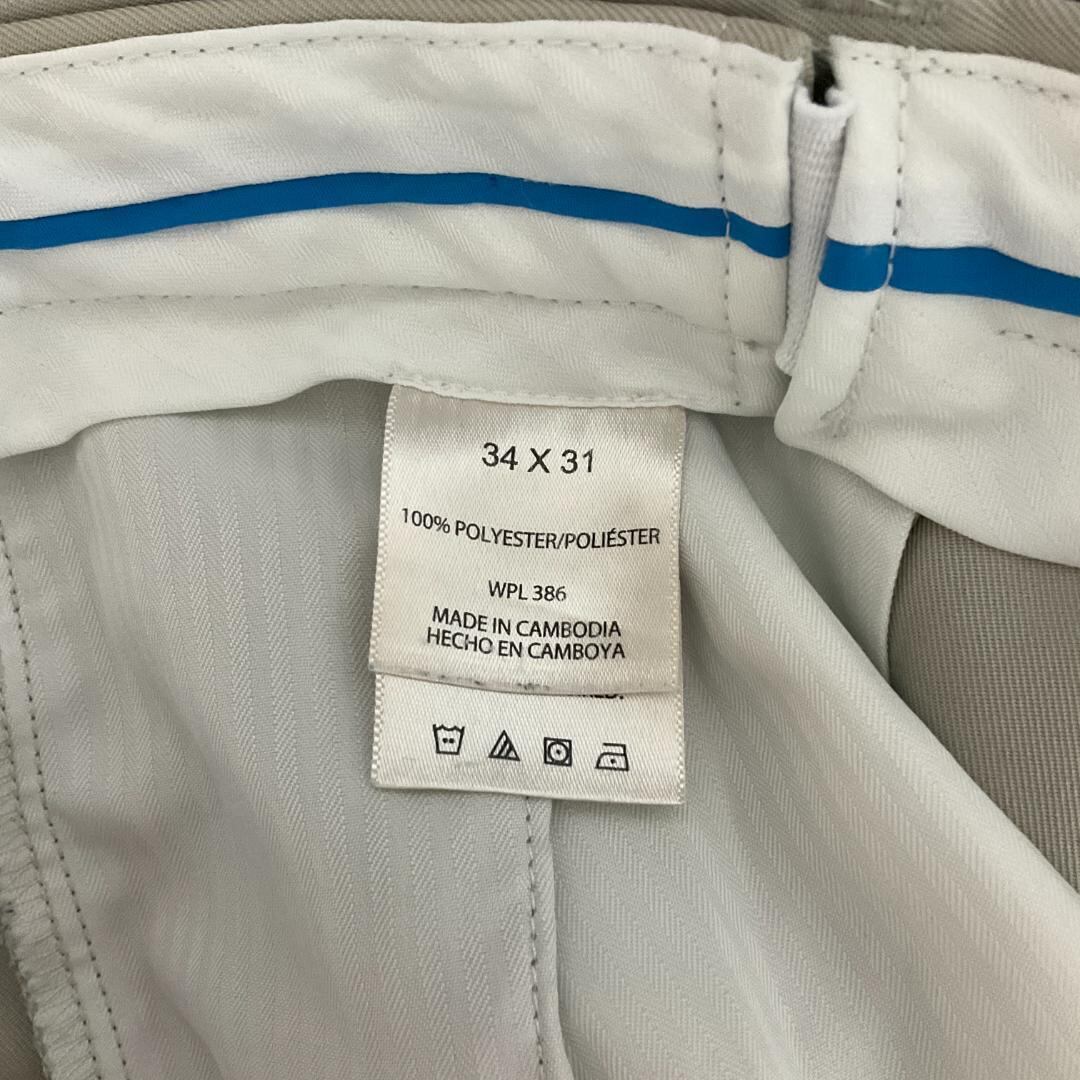 34 X 31
100% POLYESTER/POLIÉSTER
WPL 386
MADE IN CAMBODIA
HECHO EN CAMBOYA